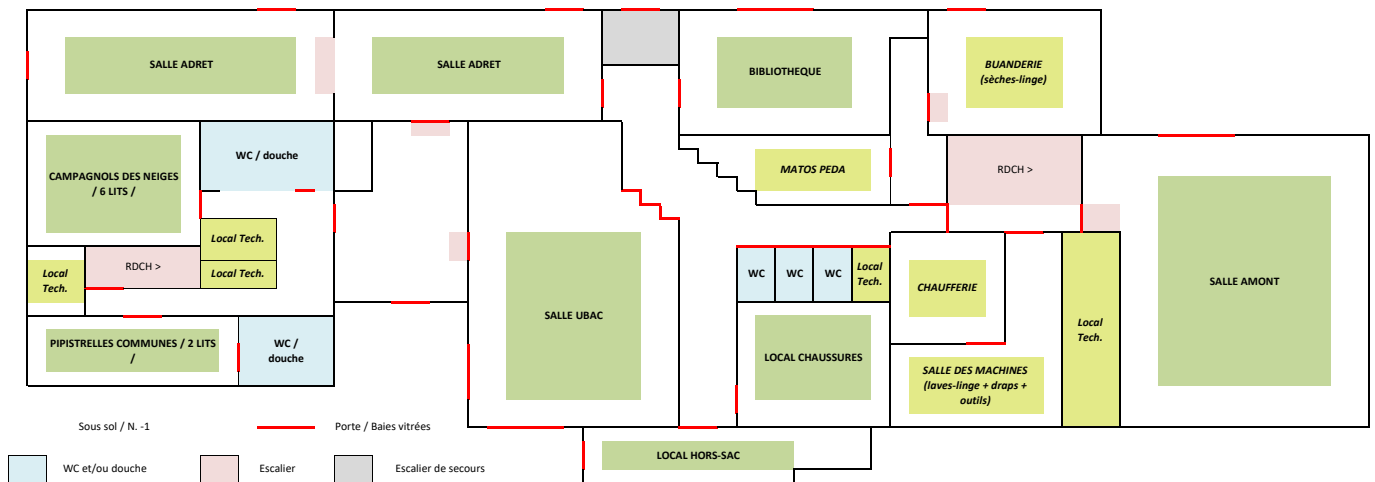 SALLE ADRET
SALLE ADRET
BIBLIOTHEQUE
BUANDERIE
(sèches-linge)
WC / douche
CAMPAGNOLS DES NEIGES
/ 6 LITS /
MATOS PEDA
RDCH >
Local Tech.
Local Tech.
RDCH >
Local
Tech.
WC
WC
WC
Local
Tech.
CHAUFFERIE
SALLE AMONT
SALLE UBAC
Local
Tech.
PIPISTRELLES COMMUNES / 2 LITS
/
WC /
douche
LOCAL CHAUSSURES
SALLE DES MACHINES
(laves-linge + draps +
outils)
Sous sol / N. -1
Porte / Baies vitrées
LOCAL HORS-SAC
WC et/ou douche
Escalier
Escalier de secours